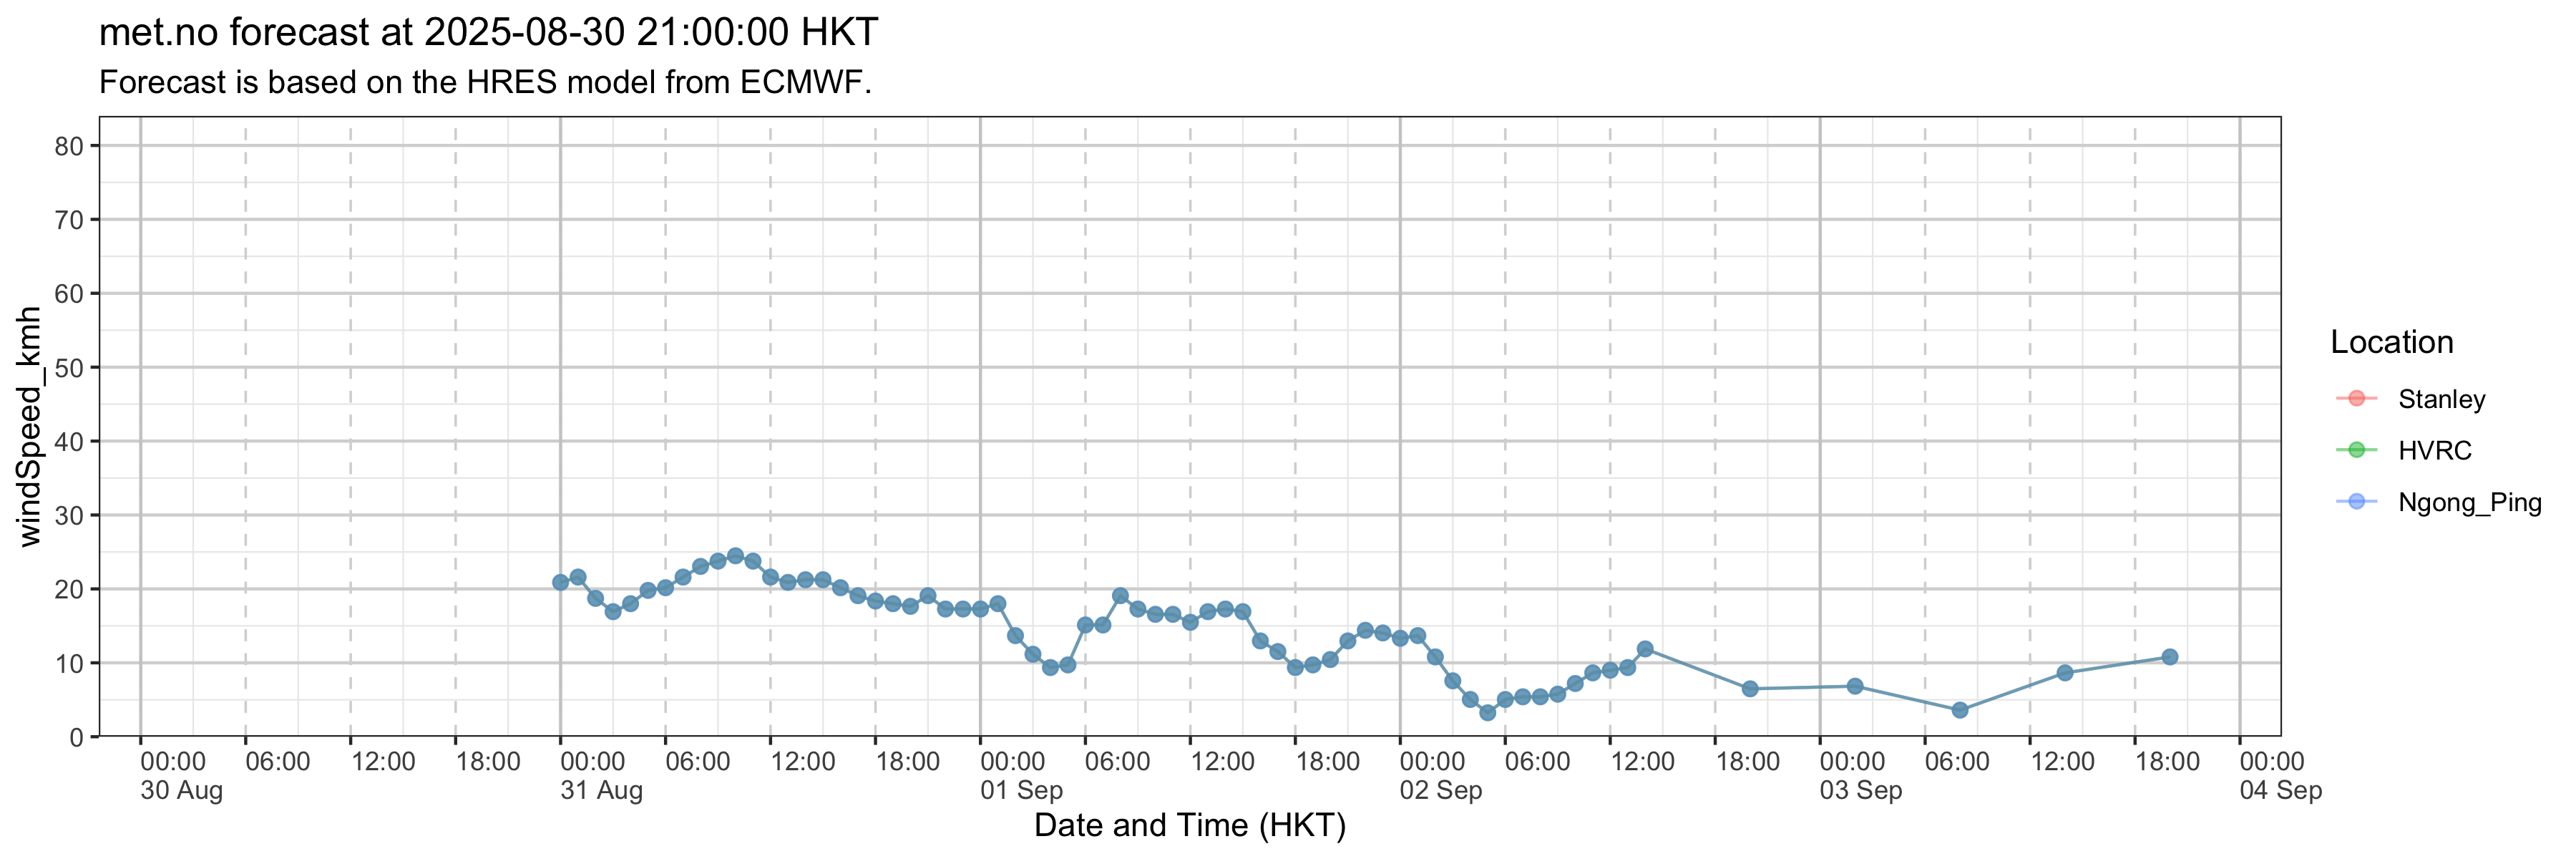 met.no forecast at 2025-08-30 21:00:00 HKT
Forecast is based on the HRES model from ECMWF.
windSpeed_kmh
80
70
60
50
40
30
20
10
0
00:00 06:00 12:00 18:00 00:00 06:00 12:00 18:00 00:00 06:00 12:00 18:00 00:00 06:00 12:00 18:00 00:00 06:00 12:00 18:00 00:00
30 Aug 31 Aug 01 Sep 02 Sep 03 Sep 04 Sep
Date and Time (HKT)
Location
Stanley
HVRC
Ngong_Ping